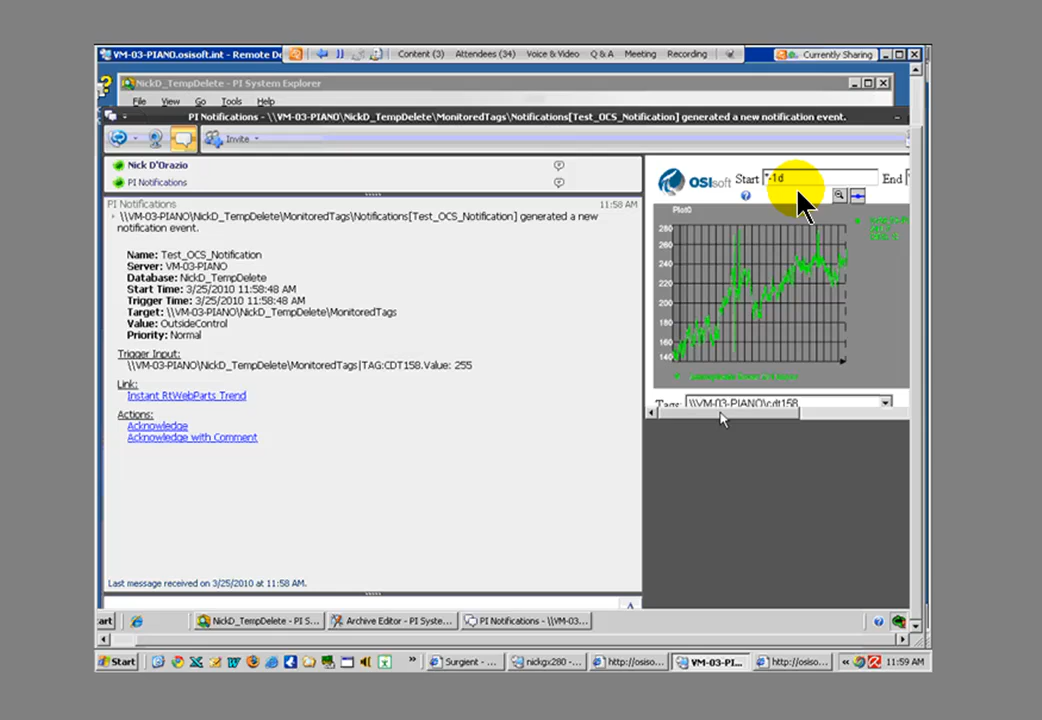 VM-03-PIANO.osisoft.int - Remote De
Content (3) Attendees (34) Voice & Video Q & A Meeting Recording
Currently Sharing
NickD_TempDelete - PI System Explorer
File View Go Tools Help
PI Notifications - \\VM-03-PIANO\NickD_TempDelete\MonitoredTags\Notifications[Test_OCS_Notification] generated a new notification event.
Invite
Nick D'Orazio
PI Notifications
PI Notifications 11:58 AM
\\VM-03-PIANO\NickD_TempDelete\MonitoredTags\Notifications[Test_OCS_Notification] generated a new
notification event.
Name: Test_OCS_Notification
Server: VM-03-PIANO
Database: NickD_TempDelete
Start Time: 3/25/2010 11:58:48 AM
Trigger Time: 3/25/2010 11:58:48 AM
Target: \\VM-03-PIANO\NickD_TempDelete\MonitoredTags
Value: OutsideControl
Priority: Normal
Trigger Input:
\\VM-03-PIANO\NickD_TempDelete\MonitoredTags|TAG:CDT158.Value: 255
Link:
Instant RtWebParts Trend
Actions:
Acknowledge
Acknowledge with Comment
Last message received on 3/25/2010 at 11:58 AM.
OSIsoft Start *-1d End
Plot0
280
260
240
220
200
180
160
140
Tags: \\VM-03-PIANO\cdt158
art NickD_TempDelete - PI S... Archive Editor - PI Syste... PI Notifications - \\VM-03...
Start Surgient - ... nickgx280 -... http://osiso... VM-03-PI... http://osiso... 11:59 AM